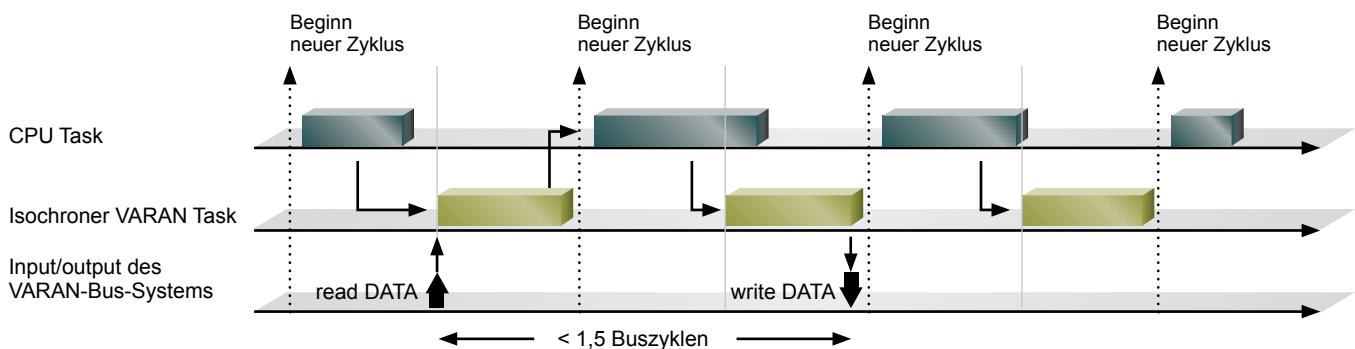 Beginn
neuer Zyklus
Beginn
neuer Zyklus
Beginn
neuer Zyklus
Beginn
neuer Zyklus
CPU Task
Isochroner VARAN Task
Input/output des
VARAN-Bus-Systems
read DATA
write DATA
< 1,5 Buszyklen